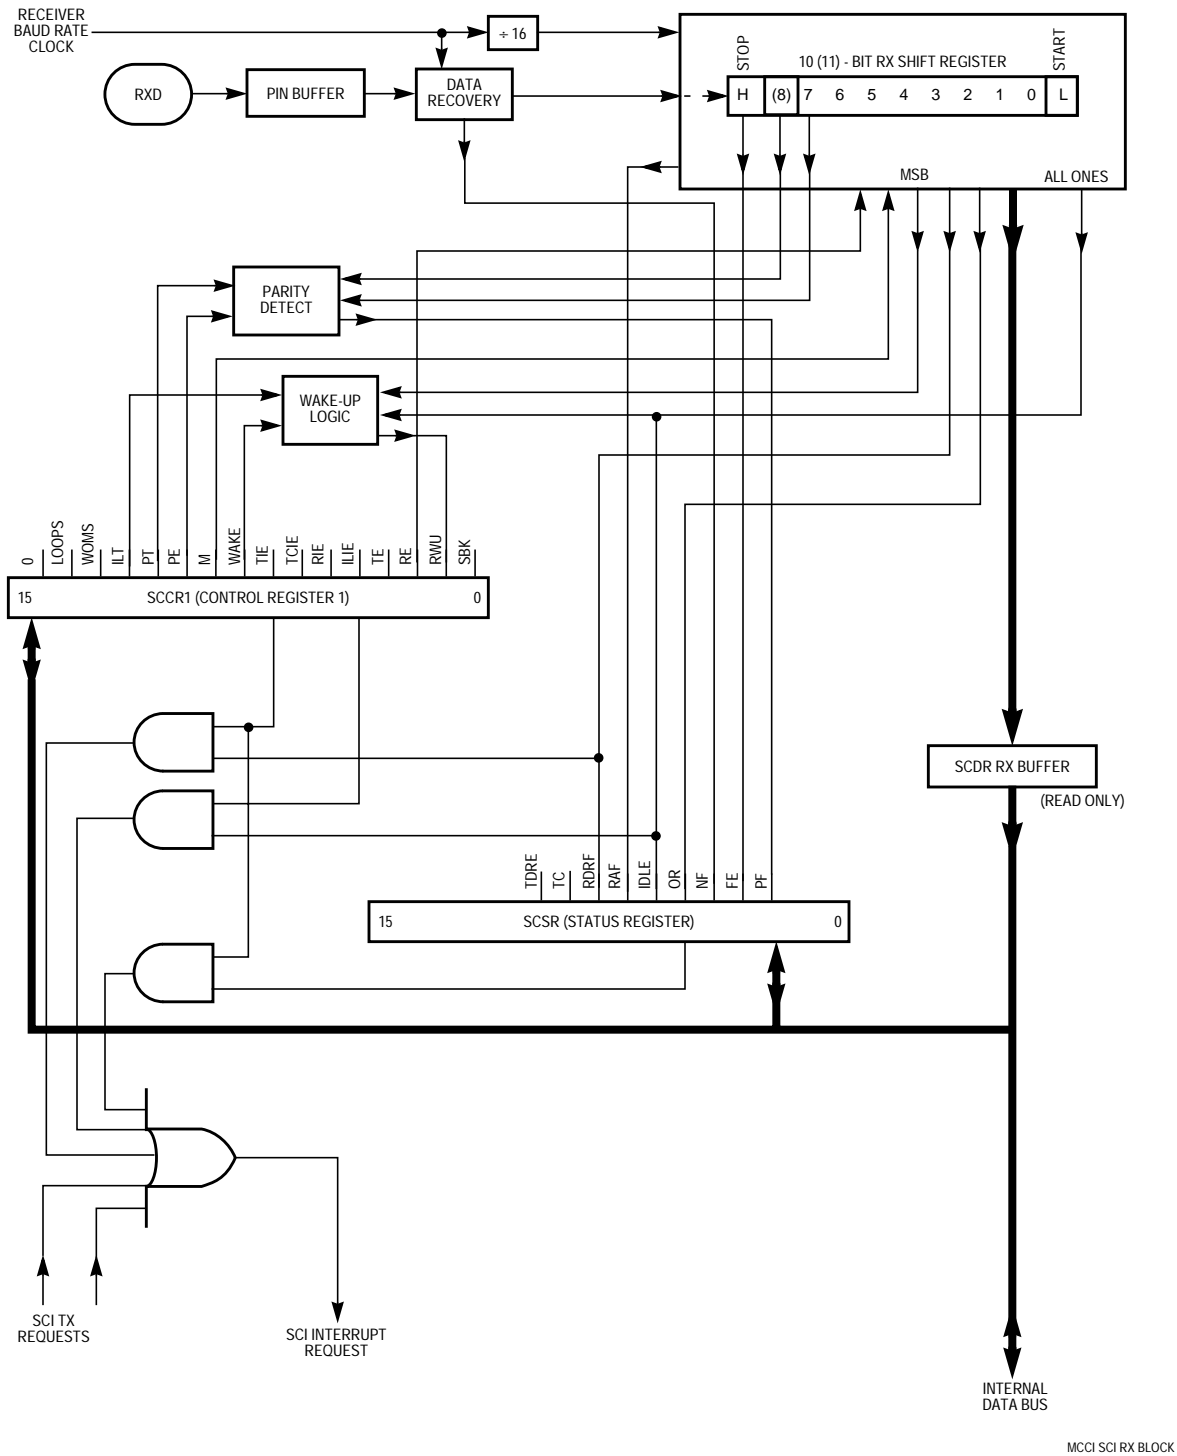 RECEIVER
BAUD RATE
CLOCK
÷ 16
STOP
START
10 (11) - BIT RX SHIFT REGISTER
RXD
PIN BUFFER
DATA
RECOVERY
H (8) 7 6 5 4 3 2 1 0 L
MSB
ALL ONES
PARITY
DETECT
WAKE-UP
LOGIC
0
LOOPS
WOMS
ILT
PT
PE
M
WAKE
TIE
TCIE
RIE
ILIE
TE
RE
RWU
SBK
15 SCCR1 (CONTROL REGISTER 1) 0
SCDR RX BUFFER
(READ ONLY)
TDRE
TC
RDRF
RAF
IDLE
OR
NF
FE
PF
15 SCSR (STATUS REGISTER) 0
SCI TX
REQUESTS
SCI INTERRUPT
REQUEST
INTERNAL
DATA BUS
MCCI SCI RX BLOCK